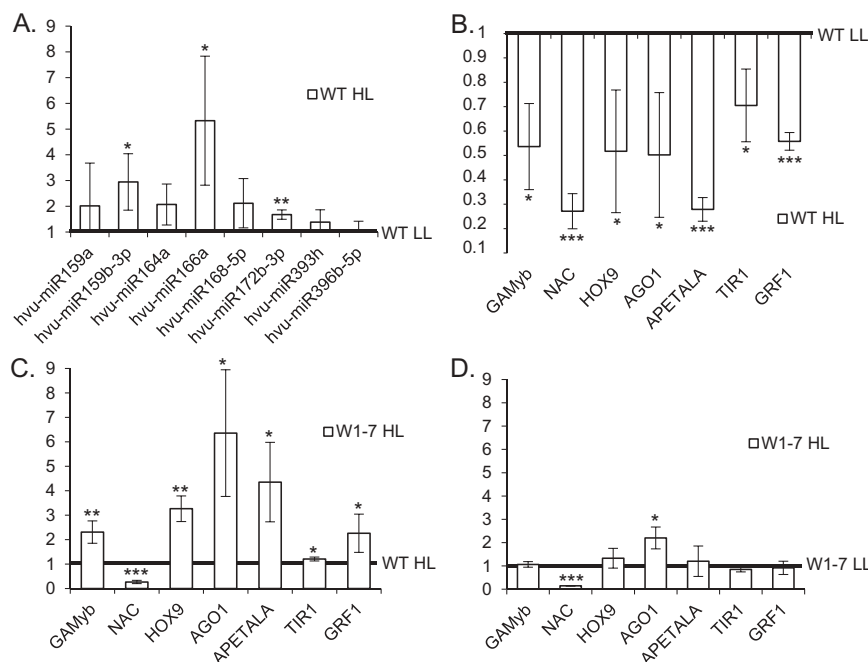 A.
9
8
7
6
5
4
3
2
1
*
*
**
WT HL
WT LL
hvu-miR159a
hvu-miR159b-3p
hvu-miR164a
hvu-miR166a
hvu-miR168-5p
hvu-miR172b-3p
hvu-miR393h
hvu-miR396b-5p
B.
1
0.9
0.8
0.7
0.6
0.5
0.4
0.3
0.2
0.1
WT LL
*
***
*
*
***
*
***
WT HL
GAMyb
NAC
HOX9
AGO1
APETALA
TIR1
GRF1
C.
9
8
7
6
5
4
3
2
1
0
**
***
**
*
*
*
*
W1-7 HL
WT HL
GAMyb
NAC
HOX9
AGO1
APETALA
TIR1
GRF1
D.
9
8
7
6
5
4
3
2
1
0
***
*
W1-7 HL
W1-7 LL
GAMyb
NAC
HOX9
AGO1
APETALA
TIR1
GRF1